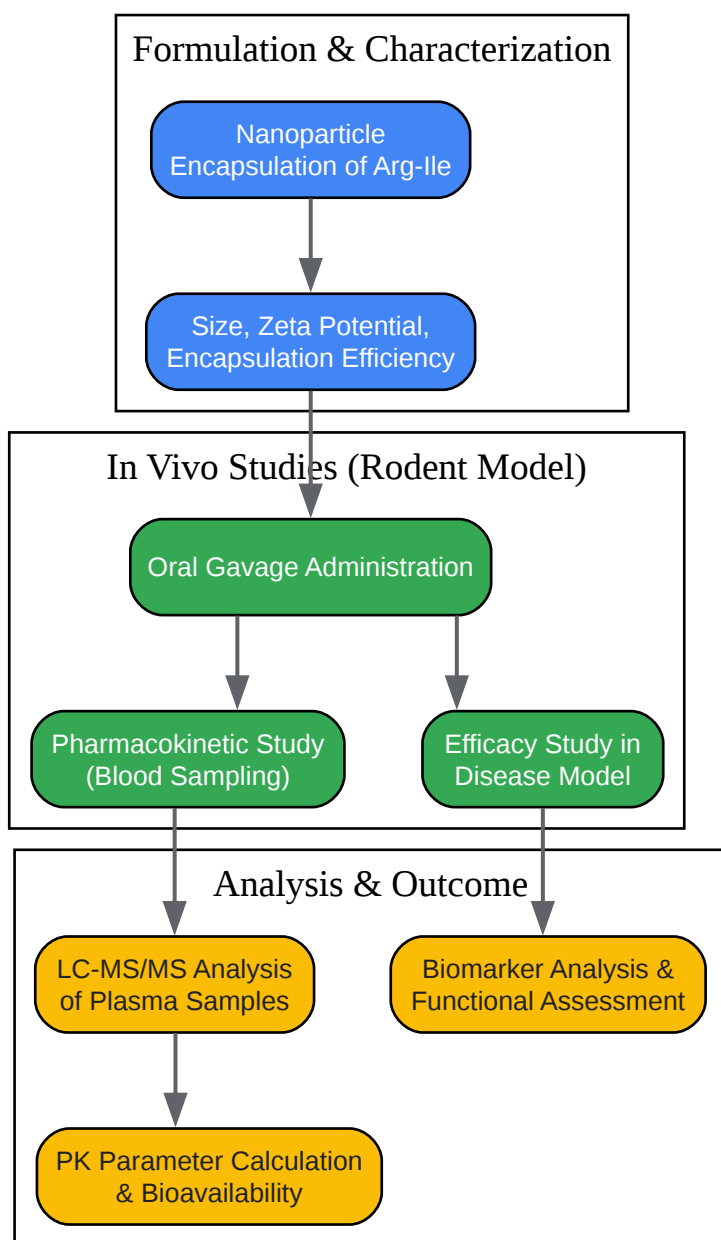 Formulation & Characterization
Nanoparticle
Encapsulation of Arg-Ile
Size, Zeta Potential,
Encapsulation Efficiency
In Vivo Studies (Rodent Model)
Oral Gavage Administration
Pharmacokinetic Study
(Blood Sampling)
Efficacy Study in
Disease Model
Analysis & Outcome
LC-MS/MS Analysis
of Plasma Samples
Biomarker Analysis &
Functional Assessment
PK Parameter Calculation
& Bioavailability